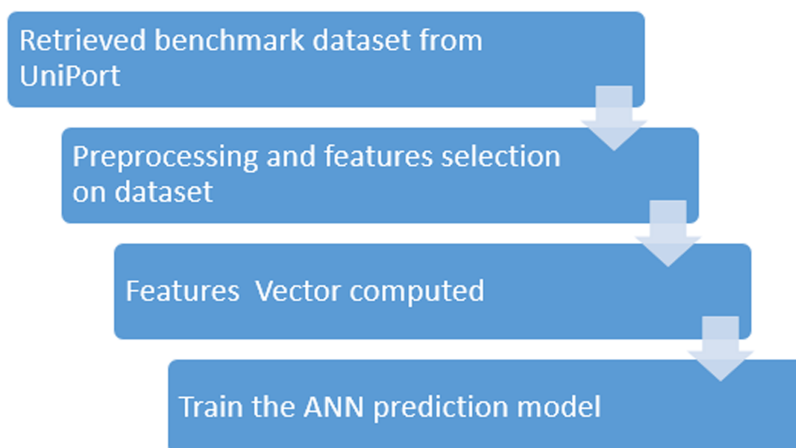 Retrieved benchmark dataset from
UniPort
Preprocessing and features selection
on dataset
Features  Vector computed
Train the ANN prediction model